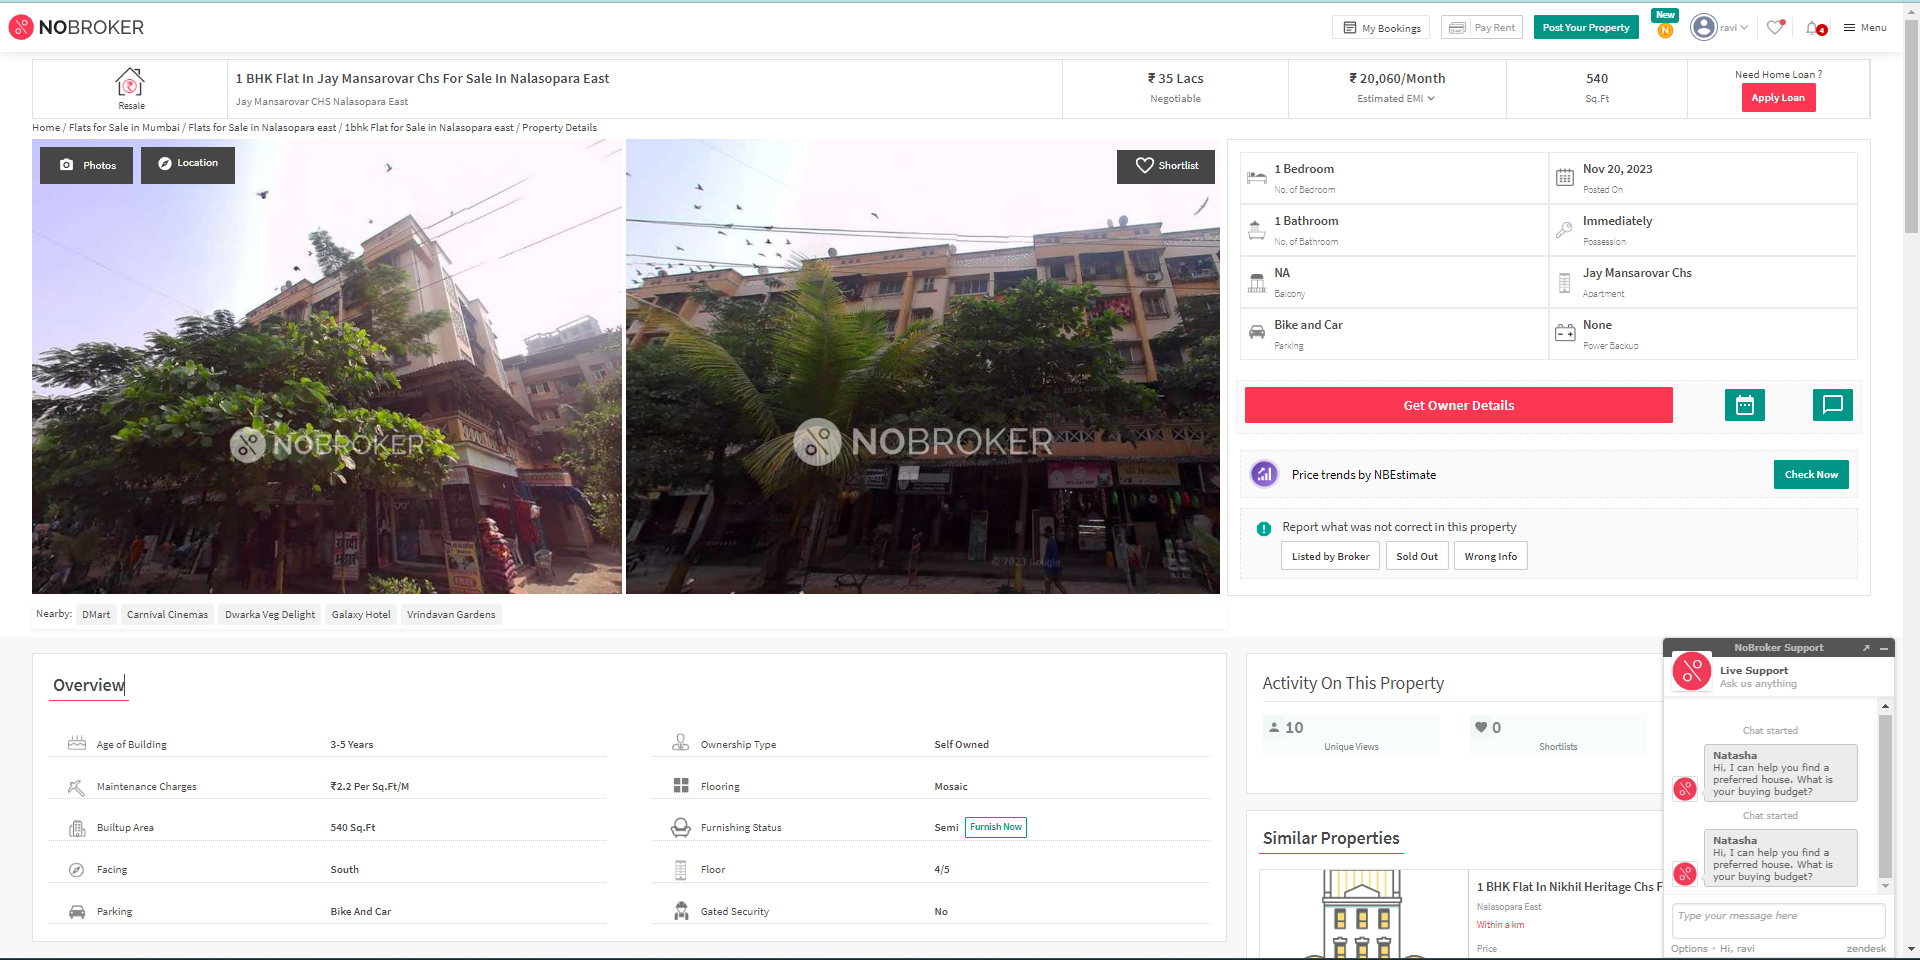 NOBROKER
My Bookings
Pay Rent
Post Your Property
New
N
ravi
4
Menu
Resale
1 BHK Flat In Jay Mansarovar Chs For Sale In Nalasopara East
Jay Mansarovar CHS Nalasopara East
₹ 35 Lacs
Negotiable
₹ 20,060/Month
Estimated EMI
540
Sq.Ft
Need Home Loan ?
Apply Loan
Home / Flats for Sale in Mumbai / Flats for Sale in Nalasopara east / 1bhk Flat for Sale in Nalasopara east / Property Details
Photos
Location
Shortlist
NOBROKER
NOBROKER
© 2023 Google
1 Bedroom
No. of Bedroom
Nov 20, 2023
Posted On
1 Bathroom
No. of Bathroom
Immediately
Possession
NA
Balcony
Jay Mansarovar Chs
Apartment
Bike and Car
Parking
None
Power Backup
Get Owner Details
Price trends by NBEstimate
Check Now
Report what was not correct in this property
Listed by Broker
Sold Out
Wrong Info
Nearby:
DMart
Carnival Cinemas
Dwarka Veg Delight
Galaxy Hotel
Vrindavan Gardens
Overview
Age of Building
3-5 Years
Ownership Type
Self Owned
Maintenance Charges
₹2.2 Per Sq.Ft/M
Flooring
Mosaic
Builtup Area
540 Sq.Ft
Furnishing Status
Semi
Furnish Now
Facing
South
Floor
4/5
Parking
Bike And Car
Gated Security
No
Activity On This Property
10
Unique Views
0
Shortlists
Similar Properties
1 BHK Flat In Nikhil Heritage Chs F
Nalasopara East
Within a km
Price
NoBroker Support
Live Support
Ask us anything
Chat started
Natasha
Hi, I can help you find a
preferred house. What is
your buying budget?
Chat started
Natasha
Hi, I can help you find a
preferred house. What is
your buying budget?
Type your message here
Options • Hi, ravi
zendesk